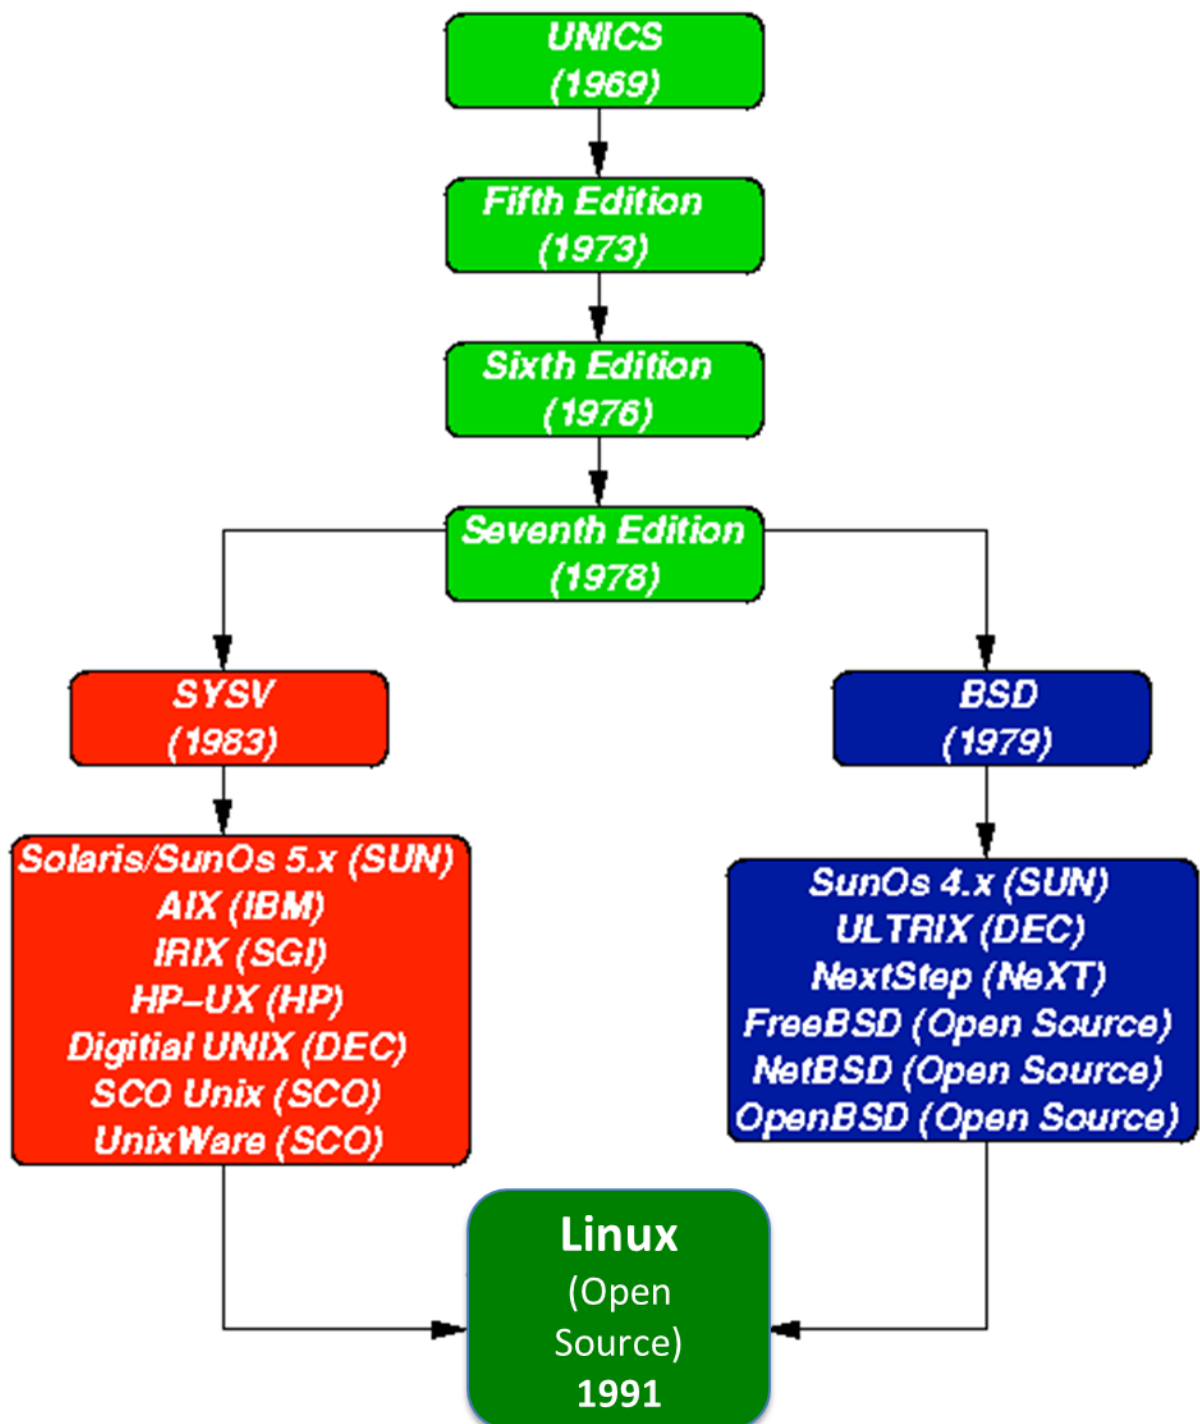 UNICS
(1969)
Fifth Edition
(1973)
Sixth Edition
(1976)
Seventh Edition
(1978)
SYSV
(1983)
BSD
(1979)
Solaris/SunOs 5.x (SUN)
AIX (IBM)
IRIX (SGI)
HP-UX (HP)
Digitial UNIX (DEC)
SCO Unix (SCO)
UnixWare (SCO)
SunOs 4.x (SUN)
ULTRIX (DEC)
NextStep (NeXT)
FreeBSD (Open Source)
NetBSD (Open Source)
OpenBSD (Open Source)
Linux
(Open
Source)
1991